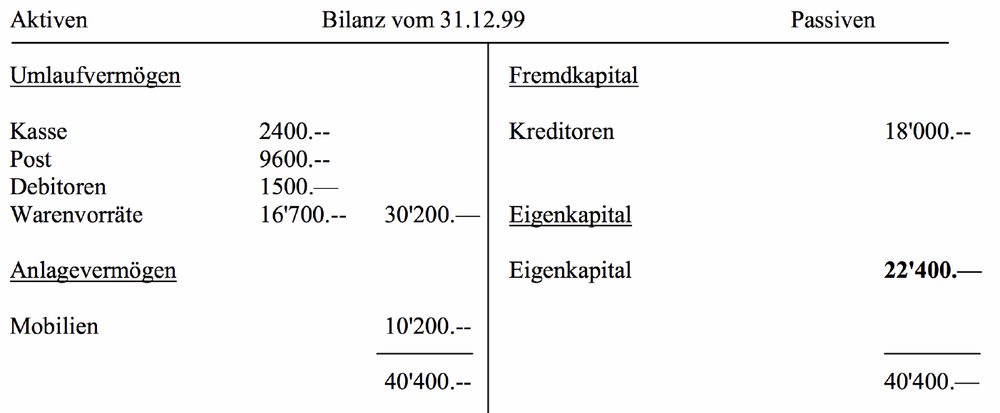 Aktiven Bilanz vom 31.12.99 Passiven
Umlaufvermögen Fremdkapital
Kasse 2400.-- Kreditoren 18'000.--
Post 9600.--
Debitoren 1500.—
Warenvorräte 16'700.-- 30'200.— Eigenkapital
Anlagevermögen Eigenkapital 22'400.—
Mobilien 10'200.--
40'400.-- 40'400.—